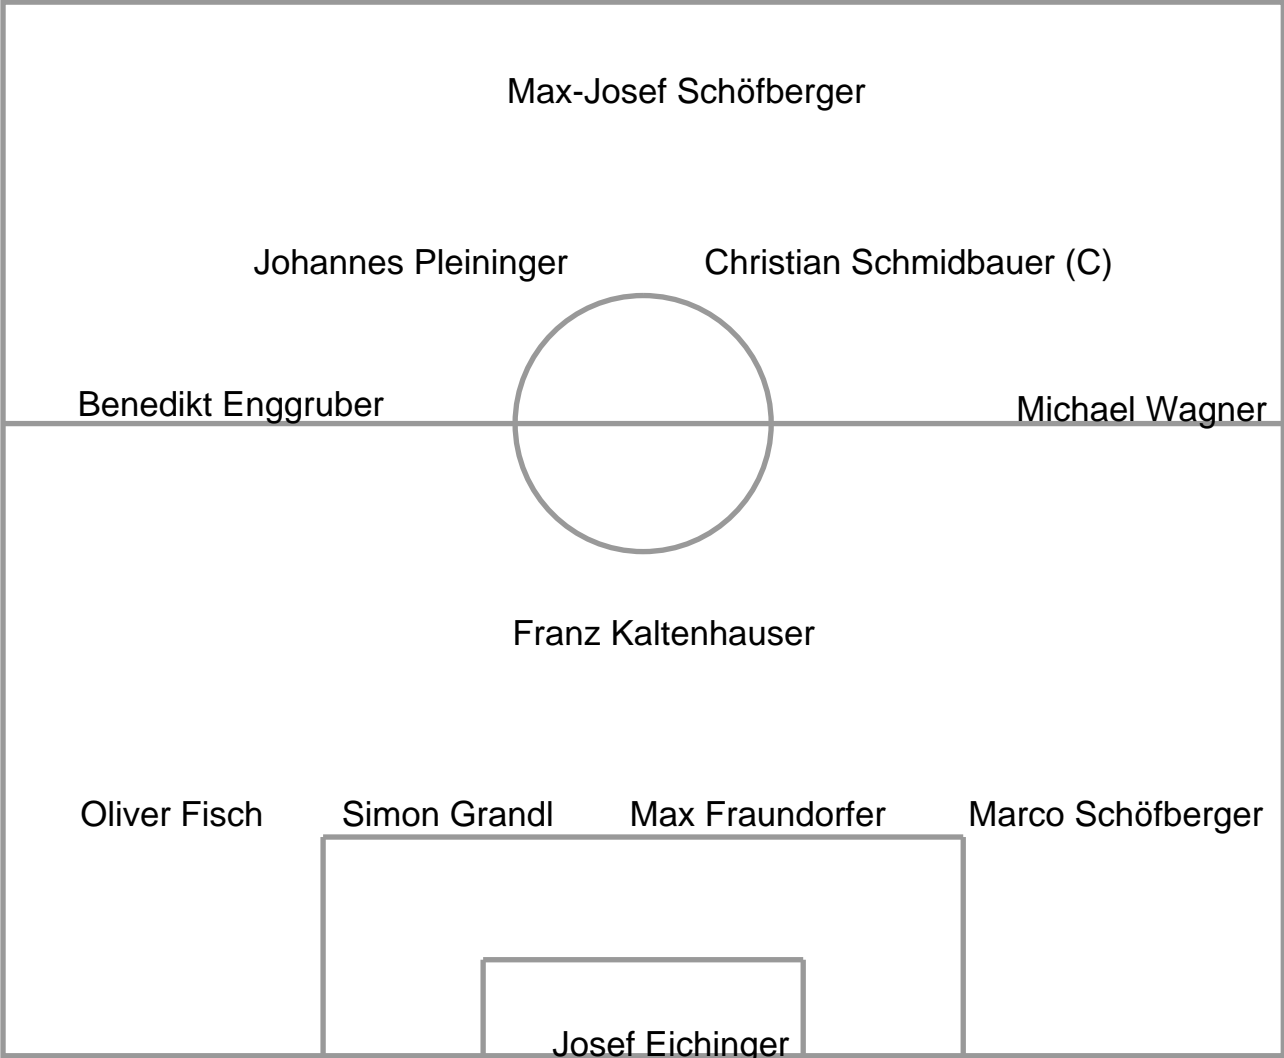 Max-Josef Schöfberger
Johannes Pleininger
Christian Schmidbauer (C)
Benedikt Enggruber
Michael Wagner
Franz Kaltenhauser
Oliver Fisch
Simon Grandl
Max Fraundorfer
Marco Schöfberger
Josef Eichinger